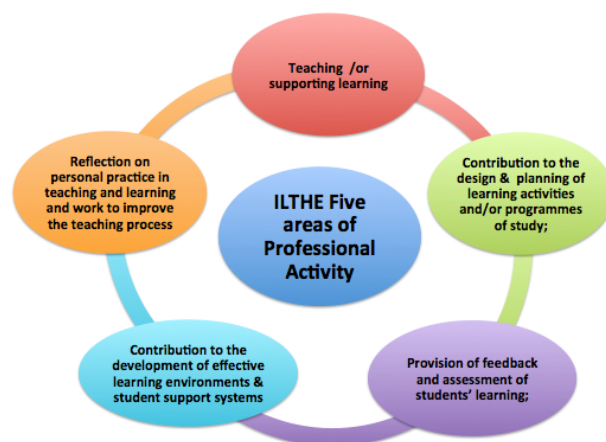 Teaching /or
supporting learning
Contribution to the
design & planning of
learning activities
and/or programmes
of study;
Provision of feedback
and assessment of
students' learning;
Contribution to the
development of effective
learning environments &
student support systems
Reflection on
personal practice in
teaching and learning
and work to improve
the teaching process
ILTHE Five
areas of
Professional
Activity